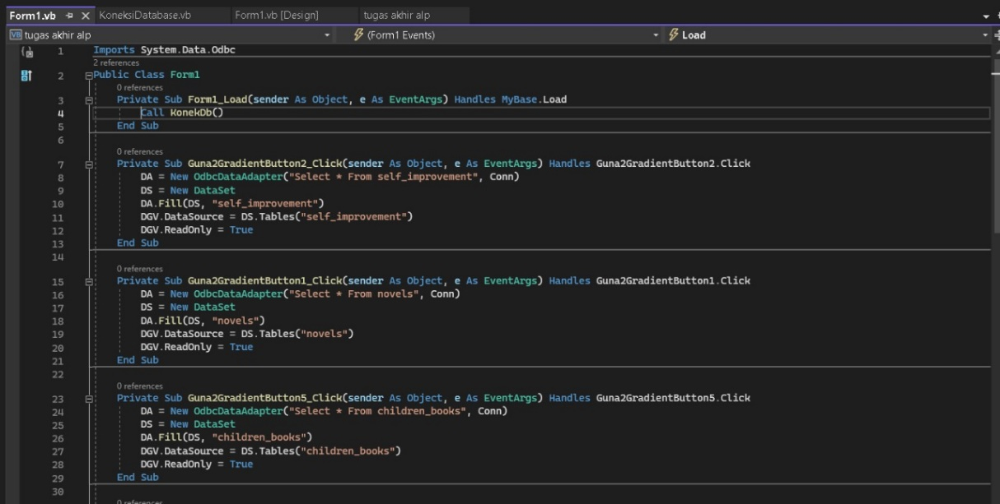 Form1.vb KoneksiDatabase.vb Form1.vb [Design] tugas akhir alp
VB tugas akhir alp (Form1 Events) Load
1 Imports System.Data.Odbc
2 references
2 Public Class Form1
0 references
3 Private Sub Form1_Load(sender As Object, e As EventArgs) Handles MyBase.Load
4 Call KonekDb()
5 End Sub
6
0 references
7 Private Sub Guna2GradientButton2_Click(sender As Object, e As EventArgs) Handles Guna2GradientButton2.Click
8 DA = New OdbcDataAdapter("Select * From self_improvement", Conn)
9 DS = New DataSet
10 DA.Fill(DS, "self_improvement")
11 DGV.DataSource = DS.Tables("self_improvement")
12 DGV.ReadOnly = True
13 End Sub
14
0 references
15 Private Sub Guna2GradientButton1_Click(sender As Object, e As EventArgs) Handles Guna2GradientButton1.Click
16 DA = New OdbcDataAdapter("Select * From novels", Conn)
17 DS = New DataSet
18 DA.Fill(DS, "novels")
19 DGV.DataSource = DS.Tables("novels")
20 DGV.ReadOnly = True
21 End Sub
22
0 references
23 Private Sub Guna2GradientButton5_Click(sender As Object, e As EventArgs) Handles Guna2GradientButton5.Click
24 DA = New OdbcDataAdapter("Select * From children_books", Conn)
25 DS = New DataSet
26 DA.Fill(DS, "children_books")
27 DGV.DataSource = DS.Tables("children_books")
28 DGV.ReadOnly = True
29 End Sub
30
0 references